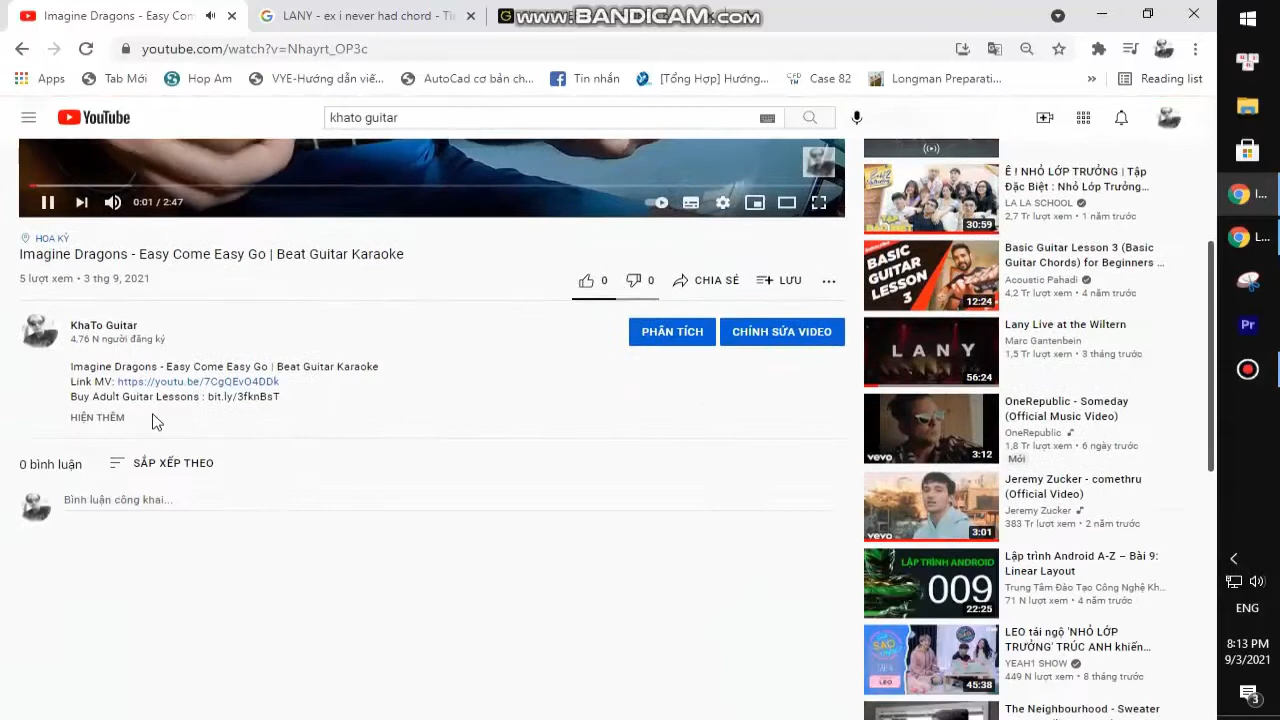 Imagine Dragons - Easy Com
LANY - ex i never had chord - Th
www.BANDICAM.com
youtube.com/watch?v=Nhayrt_OP3c
Apps
Tab Mới
Hop Am
VYE-Hướng dẫn viế...
AutoCad cơ bản ch...
Tin nhắn
[Tổng Hợp] Hướng...
Case 82
Longman Preparati...
»
Reading list
YouTube
khato guitar
0:01 / 2:47
HOA KỲ
Imagine Dragons - Easy Come Easy Go | Beat Guitar Karaoke
5 lượt xem • 3 thg 9, 2021
0
0
CHIA SẺ
LƯU
KhaTo Guitar
4,76 N người đăng ký
PHÂN TÍCH
CHỈNH SỬA VIDEO
Imagine Dragons - Easy Come Easy Go | Beat Guitar Karaoke
Link MV: https://youtu.be/7CgQEvO4DDk
Buy Adult Guitar Lessons : bit.ly/3fknBsT
HIỆN THÊM
0 bình luận
SẮP XẾP THEO
Bình luận công khai...
30:59
Ê ! NHỎ LỚP TRƯỞNG | Tập
Đặc Biệt : Nhỏ Lớp Trưởng...
LA LA SCHOOL
2,7 Tr lượt xem • 1 năm trước
BASIC
GUITAR
LESSON
3
12:24
Basic Guitar Lesson 3 (Basic
Guitar Chords) for Beginners ...
Acoustic Pahadi
4,2 Tr lượt xem • 4 năm trước
LANY
56:24
Lany Live at the Wiltern
Marc Gantenbein
1,5 Tr lượt xem • 3 tháng trước
vevo
3:12
OneRepublic - Someday
(Official Music Video)
OneRepublic
1,8 Tr lượt xem • 6 ngày trước
Mới
vevo
3:01
Jeremy Zucker - comethru
(Official Video)
Jeremy Zucker
383 Tr lượt xem • 2 năm trước
LẬP TRÌNH ANDROID
009
22:25
Lập trình Android A-Z – Bài 9:
Linear Layout
Trung Tâm Đào Tạo Công Nghệ Kh...
71 N lượt xem • 4 năm trước
SAO
LEO
45:38
LEO tái ngộ 'NHỎ LỚP
TRƯỞNG' TRÚC ANH khiến...
YEAH1 SHOW
449 N lượt xem • 8 tháng trước
The Neighbourhood - Sweater
I...
L...
Pr
ENG
8:13 PM
9/3/2021
3